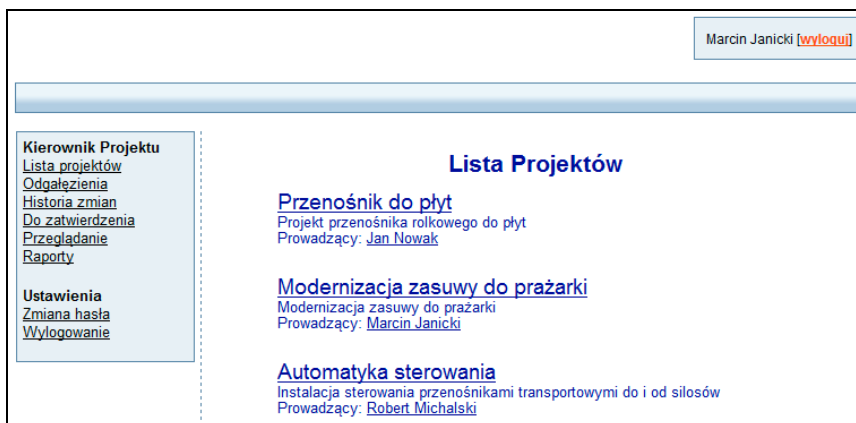 Marcin Janicki [wyloguj]
Kierownik Projektu
Lista projektów
Odgałęzienia
Historia zmian
Do zatwierdzenia
Przeglądanie
Raporty
Ustawienia
Zmiana hasła
Wylogowanie
Lista Projektów
Przenośnik do płyt
Projekt przenośnika rolkowego do płyt
Prowadzący: Jan Nowak
Modernizacja zasuwy do prażarki
Modernizacja zasuwy do prażarki
Prowadzący: Marcin Janicki
Automatyka sterowania
Instalacja sterowania przenośnikami transportowymi do i od silosów
Prowadzący: Robert Michalski